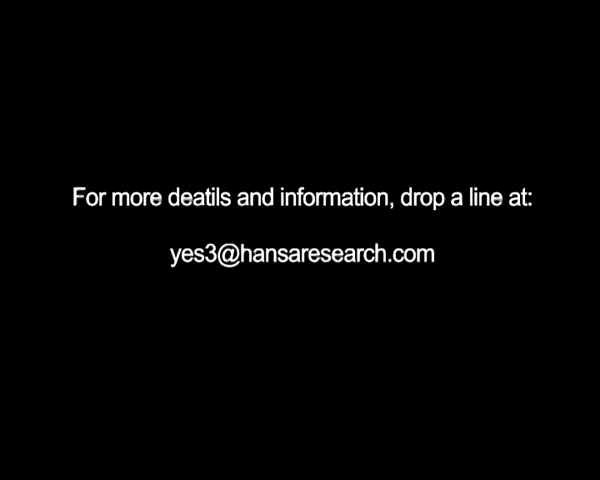 For more deatils and information, drop a line at:
yes3@hansaresearch.com